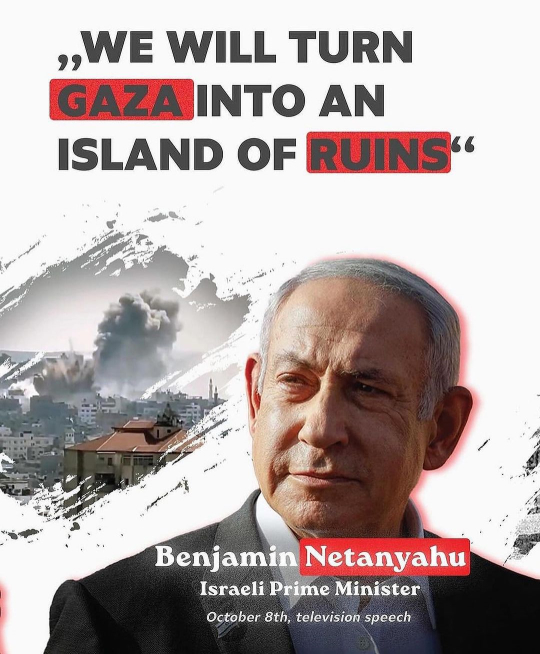 „WE WILL TURN
GAZA INTO AN
ISLAND OF RUINS“
Benjamin Netanyahu
Israeli Prime Minister
October 8th, television speech